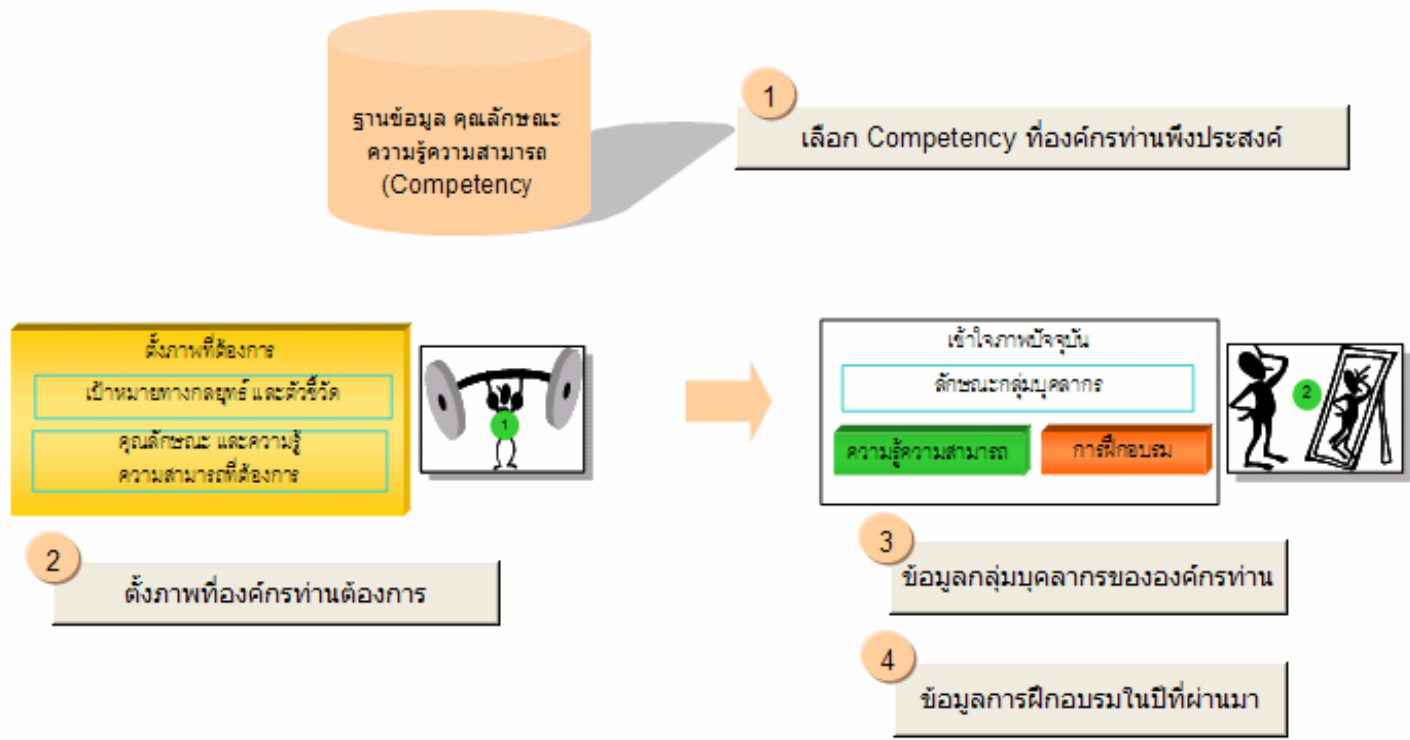 ฐานข้อมูล คุณลักษณะ
ความรู้ความสามารถ
(Competency
1
เลือก Competency ที่องค์กรท่านพึงประสงค์
ตั้งภาพที่ต้องการ
เป้าหมายทางกลยุทธ์ และตัวชี้วัด
คุณลักษณะ และความรู้
ความสามารถที่ต้องการ
1
2
ตั้งภาพที่องค์กรท่านต้องการ
เข้าใจภาพปัจจุบัน
ลักษณะกลุ่มบุคลากร
ความรู้ความสามารถ
การฝึกอบรม
2
3
ข้อมูลกลุ่มบุคลากรขององค์กรท่าน
4
ข้อมูลการฝึกอบรมในปีที่ผ่านมา